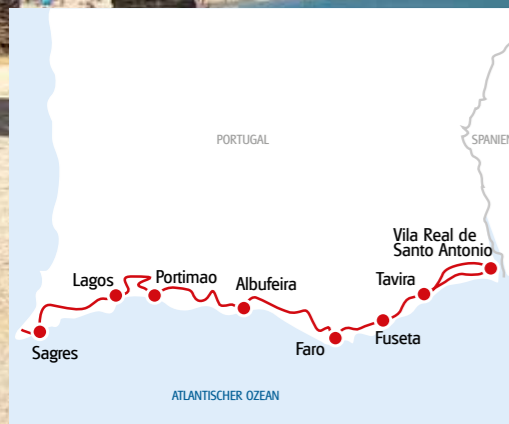 PORTUGAL
SPANIEN
Vila Real de
Santo Antonio
Lagos
Portimao
Albufeira
Tavira
Sagres
Faro
Fuseta
ATLANTISCHER OZEAN